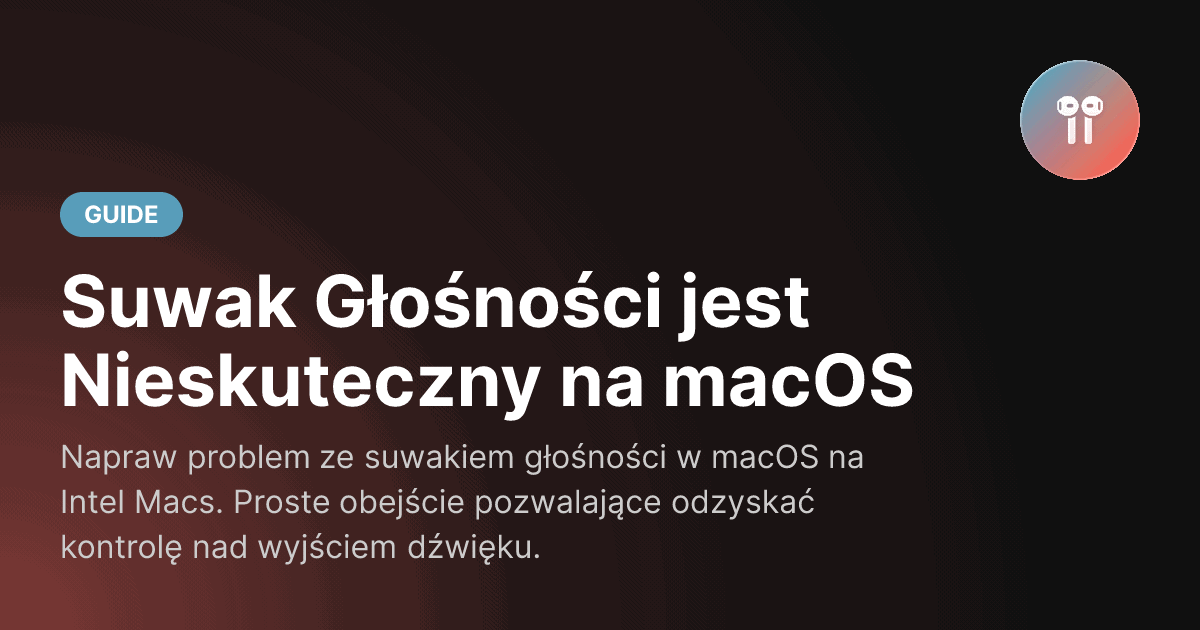 GUIDE
Suwak Głośności jest
Nieskuteczny na macOS
Napraw problem ze suwakiem głośności w macOS na
Intel Macs. Proste obejście pozwalające odzyskać
kontrolę nad wyjściem dźwięku.